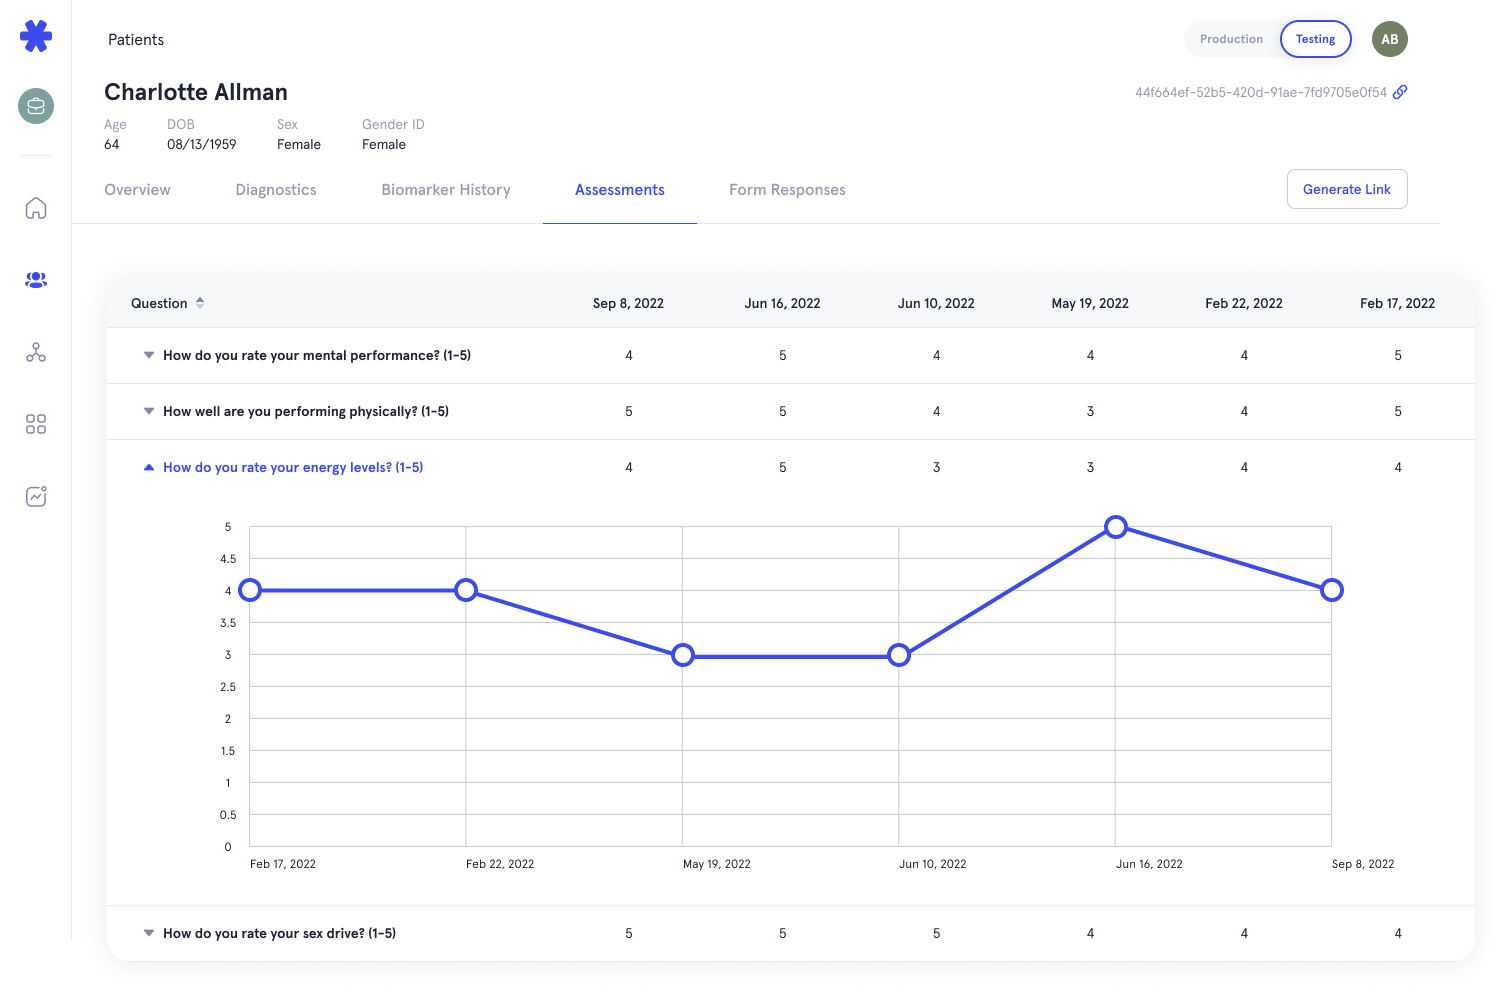 Patients
Production Testing AB
Charlotte Allman
44f664ef-52b5-420d-91ae-7fd9705e0f54
Age DOB Sex Gender ID
64 08/13/1959 Female Female
Overview Diagnostics Biomarker History Assessments Form Responses Generate Link
Question Sep 8, 2022 Jun 16, 2022 Jun 10, 2022 May 19, 2022 Feb 22, 2022 Feb 17, 2022
How do you rate your mental performance? (1-5) 4 5 4 4 4 5
How well are you performing physically? (1-5) 5 5 4 3 4 5
How do you rate your energy levels? (1-5) 4 5 3 3 4 4
5
4.5
4
3.5
3
2.5
2
1.5
1
0.5
0
Feb 17, 2022 Feb 22, 2022 May 19, 2022 Jun 10, 2022 Jun 16, 2022 Sep 8, 2022
How do you rate your sex drive? (1-5) 5 5 5 4 4 4